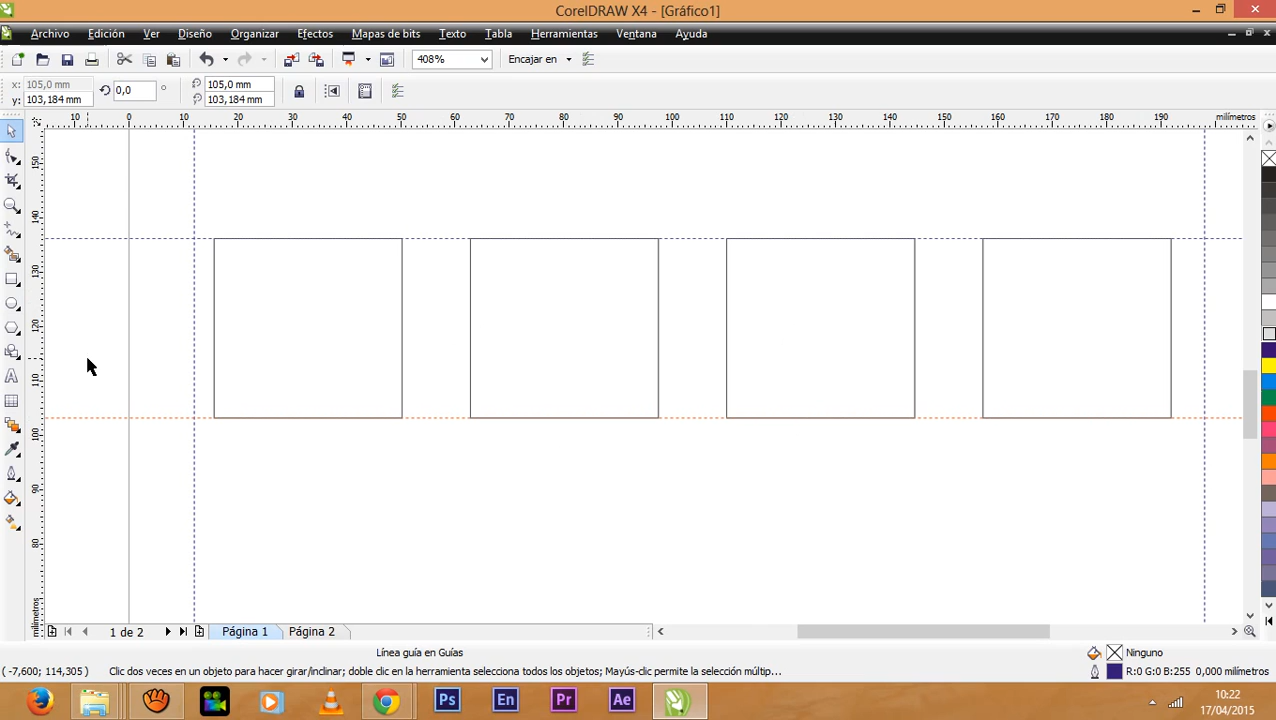 CorelDRAW X4 - [Gráfico1]
Archivo Edición Ver Diseño Organizar Efectos Mapas de bits Texto Tabla Herramientas Ventana Ayuda
408% Encajar en
x: 105,0 mm 0,0 ° 105,0 mm
y: 103,184 mm 103,184 mm
10 0 10 20 30 40 50 60 70 80 90 100 110 120 130 140 150 160 170 180 190 milímetros
150
140
130
120
110
100
90
80
milímetros
1 de 2 Página 1 Página 2
Línea guía en Guías Ninguno
( -7,600; 114,305 ) Clic dos veces en un objeto para hacer girar/inclinar; doble clic en la herramienta selecciona todos los objetos; Mayús-clic permite la selección múltip... R:0 G:0 B:255 0,000 milímetros
Ps En Pr Ae
10:22
17/04/2015